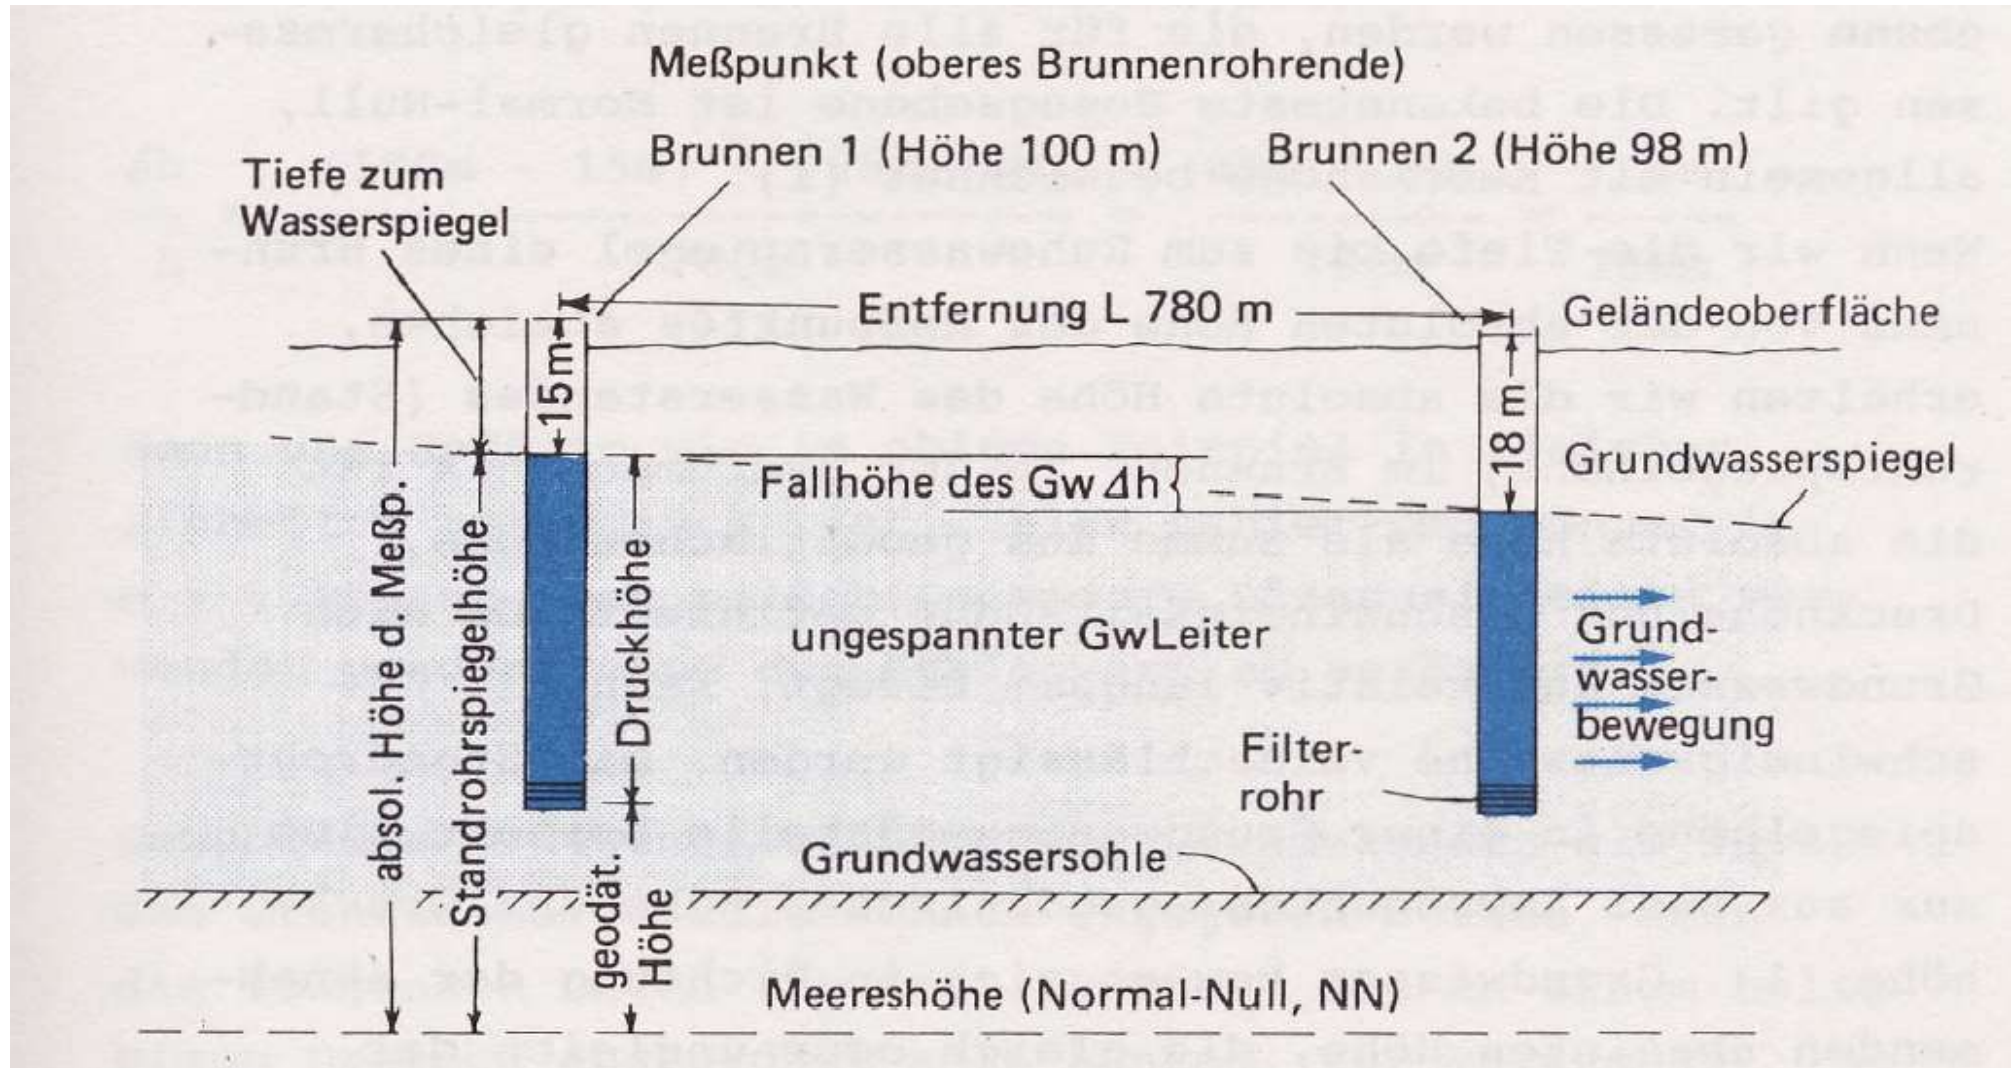 Meßpunkt (oberes Brunnenrohrende)
Brunnen 1 (Höhe 100 m)
Brunnen 2 (Höhe 98 m)
Tiefe zum
Wasserspiegel
Entfernung L 780 m
Geländeoberfläche
15m
18 m
Grundwasserspiegel
Fallhöhe des Gw Δh
absol. Höhe d. Meßp.
Standrohrspiegelhöhe
Druckhöhe
ungespannter GwLeiter
Grund-
wasser-
bewegung
Filter-
rohr
Grundwassersohle
geodät.
Höhe
Meereshöhe (Normal-Null, NN)